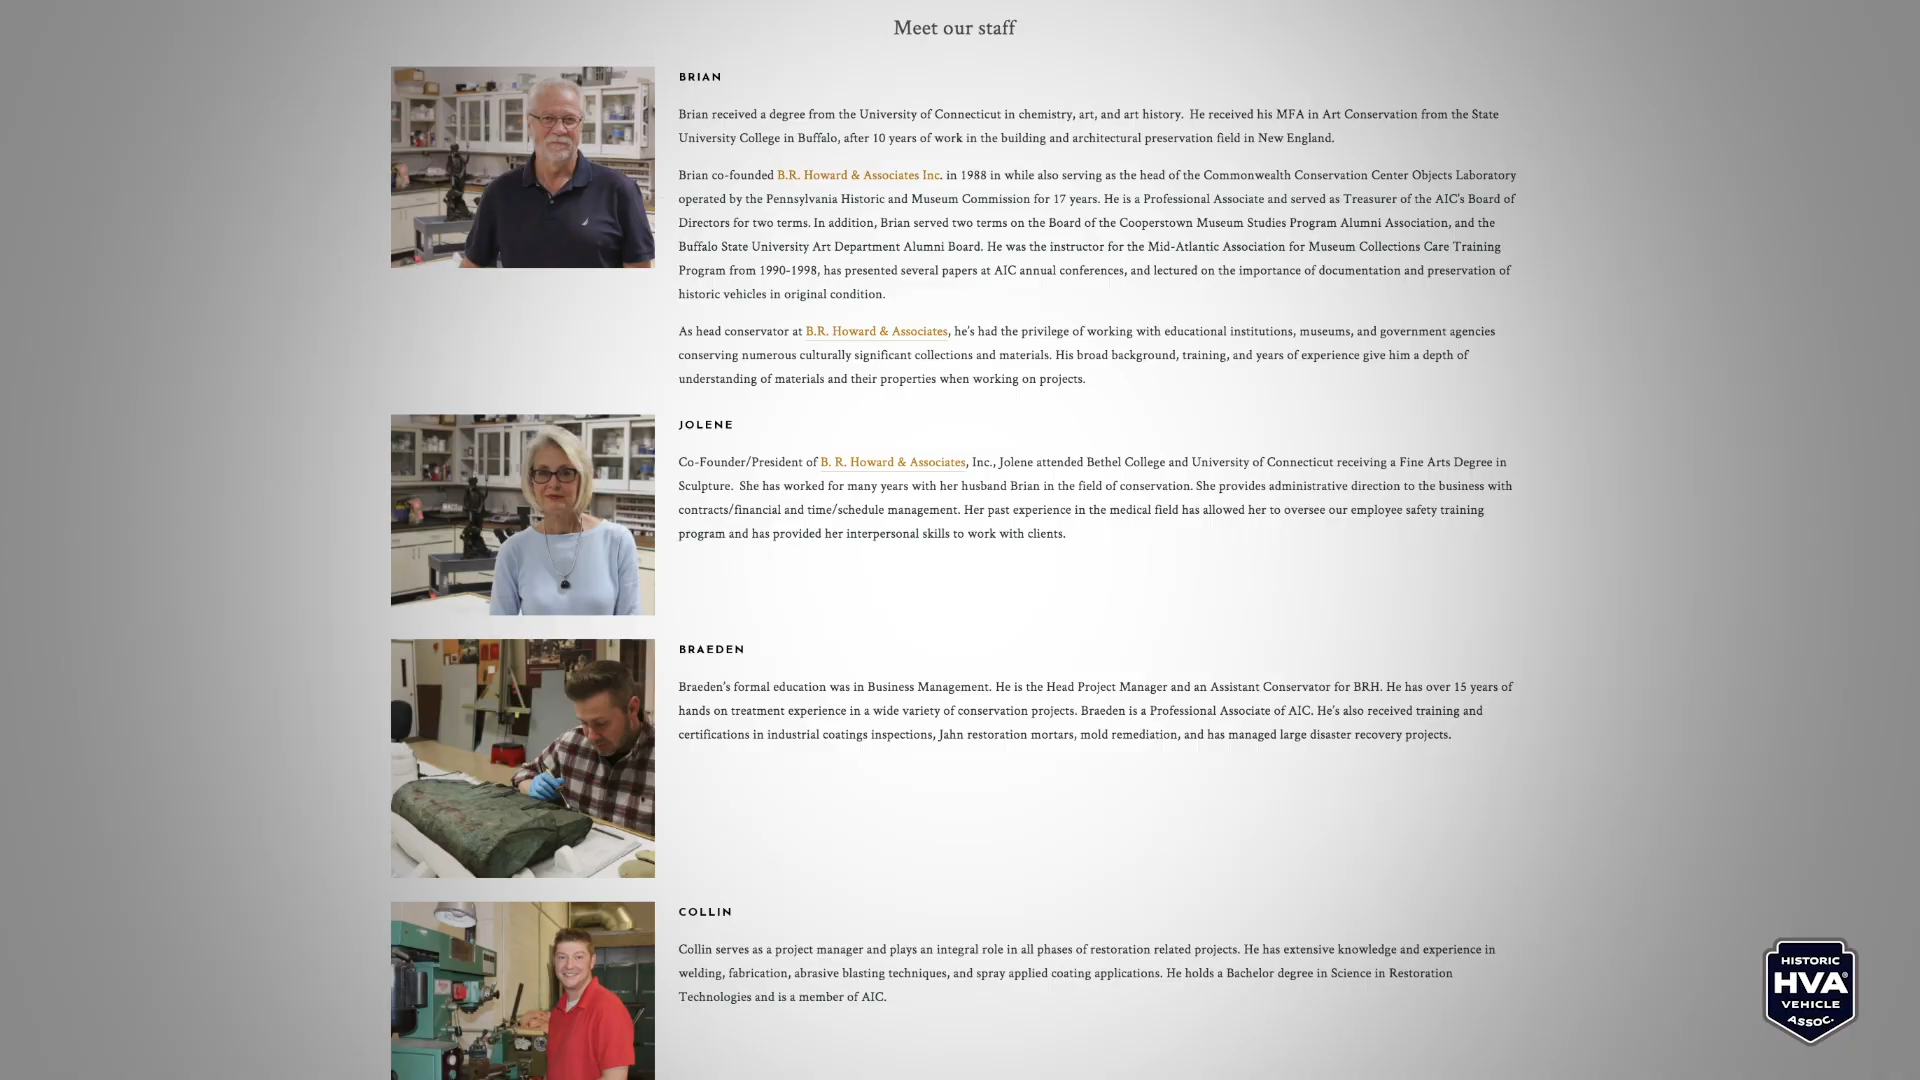 Meet our staff
BRIAN
Brian received a degree from the University of Connecticut in chemistry, art, and art history. He received his MFA in Art Conservation from the State
University College in Buffalo, after 10 years of work in the building and architectural preservation field in New England.
Brian co-founded B.R. Howard & Associates Inc. in 1988 in while also serving as the head of the Commonwealth Conservation Center Objects Laboratory
operated by the Pennsylvania Historic and Museum Commission for 17 years. He is a Professional Associate and served as Treasurer of the AIC's Board of
Directors for two terms. In addition, Brian served two terms on the Board of the Cooperstown Museum Studies Program Alumni Association, and the
Buffalo State University Art Department Alumni Board. He was the instructor for the Mid-Atlantic Association for Museum Collections Care Training
Program from 1990-1998, has presented several papers at AIC annual conferences, and lectured on the importance of documentation and preservation of
historic vehicles in original condition.
As head conservator at B.R. Howard & Associates, he's had the privilege of working with educational institutions, museums, and government agencies
conserving numerous culturally significant collections and materials. His broad background, training, and years of experience give him a depth of
understanding of materials and their properties when working on projects.
JOLENE
Co-Founder/President of B. R. Howard & Associates, Inc., Jolene attended Bethel College and University of Connecticut receiving a Fine Arts Degree in
Sculpture. She has worked for many years with her husband Brian in the field of conservation. She provides administrative direction to the business with
contracts/financial and time/schedule management. Her past experience in the medical field has allowed her to oversee our employee safety training
program and has provided her interpersonal skills to work with clients.
BRAEDEN
Braeden's formal education was in Business Management. He is the Head Project Manager and an Assistant Conservator for BRH. He has over 15 years of
hands on treatment experience in a wide variety of conservation projects. Braeden is a Professional Associate of AIC. He's also received training and
certifications in industrial coatings inspections, Jahn restoration mortars, mold remediation, and has managed large disaster recovery projects.
COLLIN
Collin serves as a project manager and plays an integral role in all phases of restoration related projects. He has extensive knowledge and experience in
welding, fabrication, abrasive blasting techniques, and spray applied coating applications. He holds a Bachelor degree in Science in Restoration
Technologies and is a member of AIC.
HISTORIC
HVA®
VEHICLE
ASSOC.